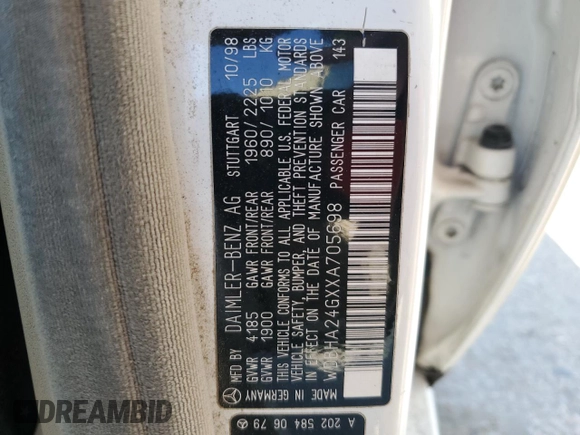 MFD BY DAIMLER-BENZ AG STUTTGART 10/98
GVWR 4185 GAWR FRONT/REAR 1960/2225 LBS
GVWR 1900 GAWR FRONT/REAR 890/1010 KG
THIS VEHICLE CONFORMS TO ALL APPLICABLE U.S. FEDERAL MOTOR
VEHICLE SAFETY, BUMPER, AND THEFT PREVENTION STANDARDS
IN EFFECT ON THE DATE OF MANUFACTURE SHOWN ABOVE
MADE IN GERMANY PASSENGER CAR 143
A 202 584 06 79
DREAMBID